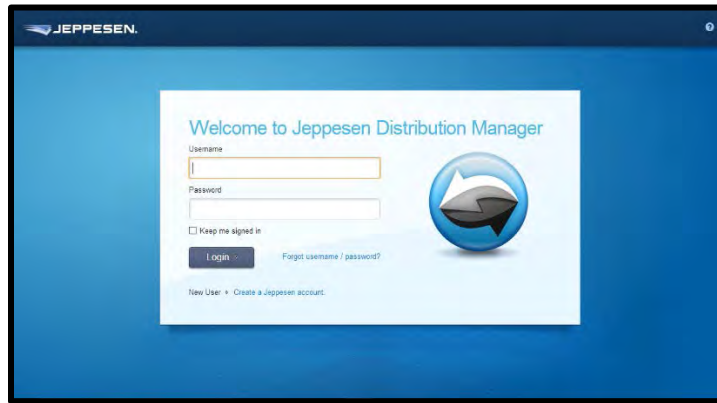 JEPPESEN.
?
Welcome to Jeppesen Distribution Manager
Username
Password
Keep me signed in
Login
Forgot username / password?
New User
Create a Jeppesen account.